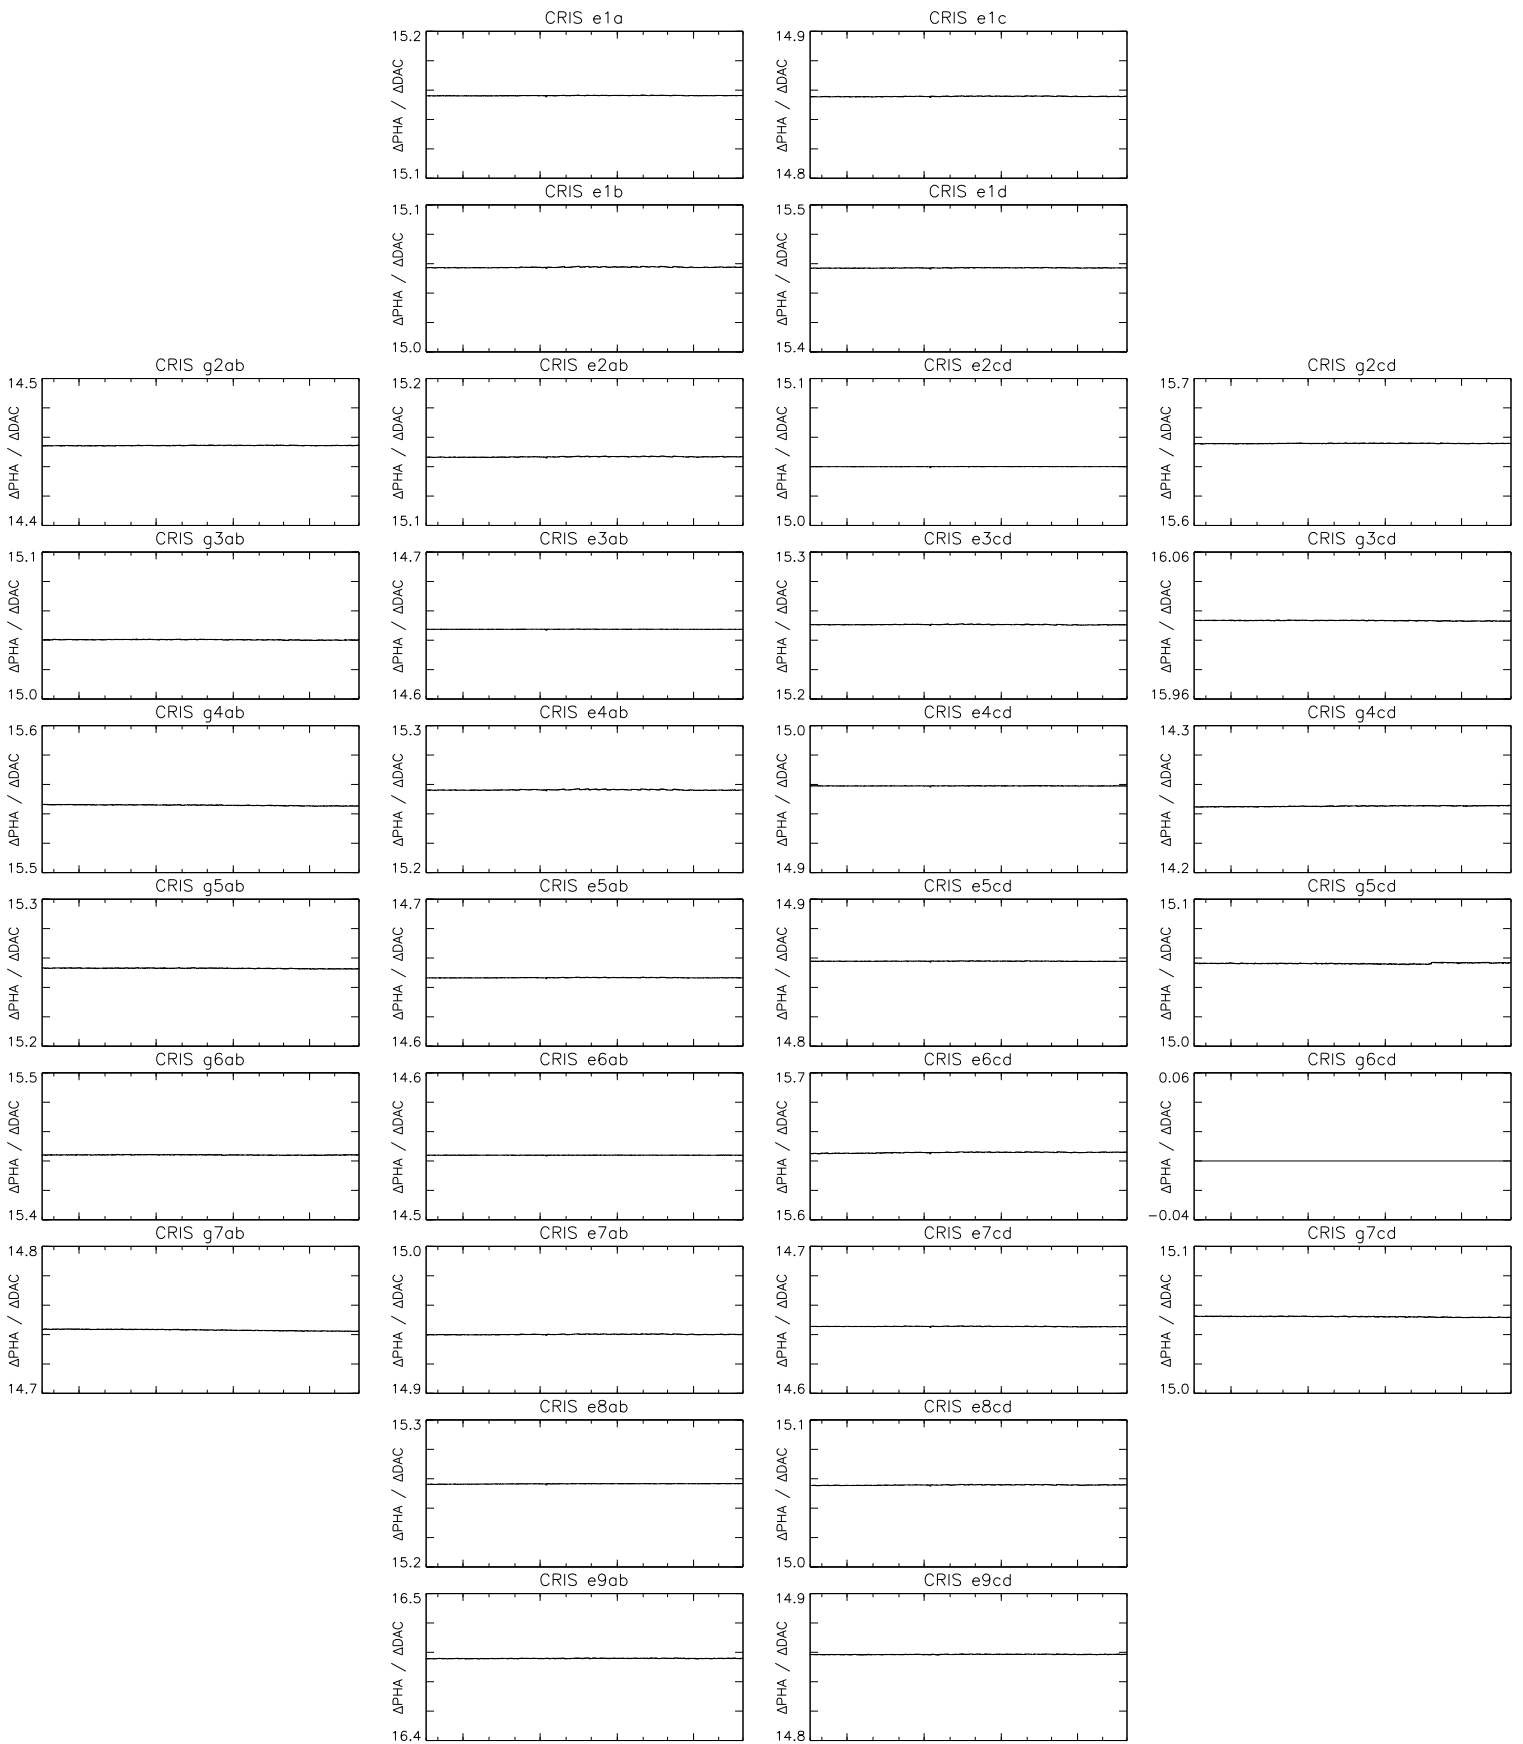 CRIS e1a
CRIS e1c
15.2
ΔPHA / ΔDAC
15.1
14.9
ΔPHA / ΔDAC
14.8
CRIS e1b
CRIS e1d
15.1
ΔPHA / ΔDAC
15.0
15.5
ΔPHA / ΔDAC
15.4
CRIS g2ab
CRIS e2ab
CRIS e2cd
CRIS g2cd
14.5
ΔPHA / ΔDAC
14.4
15.2
ΔPHA / ΔDAC
15.1
15.1
ΔPHA / ΔDAC
15.0
15.7
ΔPHA / ΔDAC
15.6
CRIS g3ab
CRIS e3ab
CRIS e3cd
CRIS g3cd
15.1
ΔPHA / ΔDAC
15.0
14.7
ΔPHA / ΔDAC
14.6
15.3
ΔPHA / ΔDAC
15.2
16.06
ΔPHA / ΔDAC
15.96
CRIS g4ab
CRIS e4ab
CRIS e4cd
CRIS g4cd
15.6
ΔPHA / ΔDAC
15.5
15.3
ΔPHA / ΔDAC
15.2
15.0
ΔPHA / ΔDAC
14.9
14.3
ΔPHA / ΔDAC
14.2
CRIS g5ab
CRIS e5ab
CRIS e5cd
CRIS g5cd
15.3
ΔPHA / ΔDAC
15.2
14.7
ΔPHA / ΔDAC
14.6
14.9
ΔPHA / ΔDAC
14.8
15.1
ΔPHA / ΔDAC
15.0
CRIS g6ab
CRIS e6ab
CRIS e6cd
CRIS g6cd
15.5
ΔPHA / ΔDAC
15.4
14.6
ΔPHA / ΔDAC
14.5
15.7
ΔPHA / ΔDAC
15.6
0.06
ΔPHA / ΔDAC
−0.04
CRIS g7ab
CRIS e7ab
CRIS e7cd
CRIS g7cd
14.8
ΔPHA / ΔDAC
14.7
15.0
ΔPHA / ΔDAC
14.9
14.7
ΔPHA / ΔDAC
14.6
15.1
ΔPHA / ΔDAC
15.0
CRIS e8ab
CRIS e8cd
15.3
ΔPHA / ΔDAC
15.2
15.1
ΔPHA / ΔDAC
15.0
CRIS e9ab
CRIS e9cd
16.5
ΔPHA / ΔDAC
16.4
14.9
ΔPHA / ΔDAC
14.8